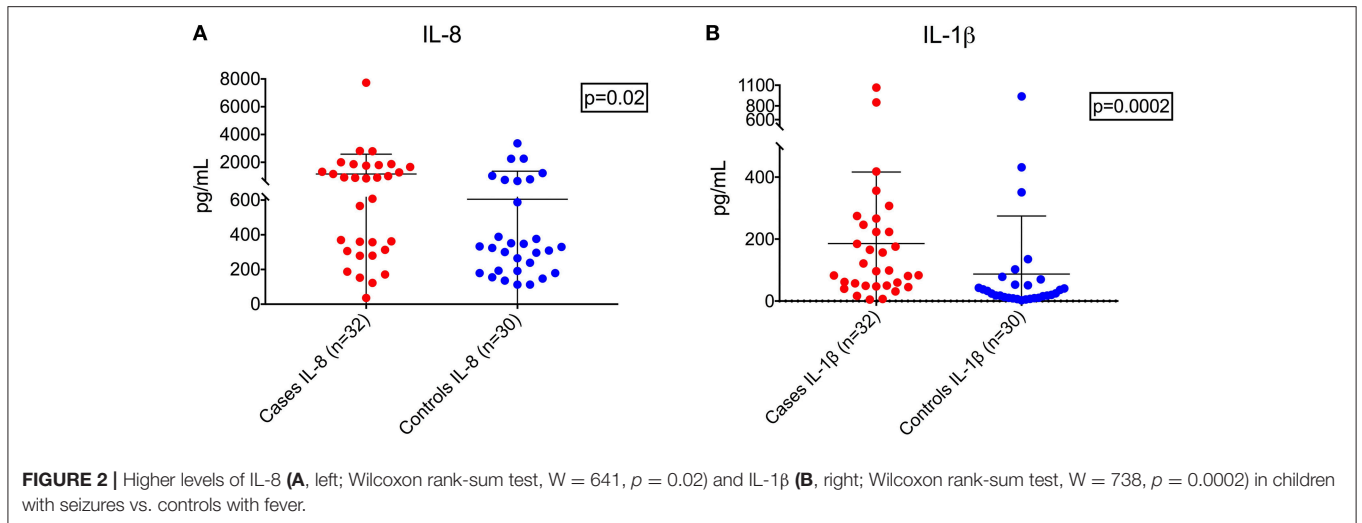 A
IL-8
8000
6000
4000
2000
600
400
200
0
pg/mL
p=0.02
Cases IL-8 (n=32)
Controls IL-8 (n=30)
B
IL-1β
1100
800
600
400
200
0
pg/mL
p=0.0002
Cases IL-1β (n=32)
Controls IL-1β (n=30)
FIGURE 2 | Higher levels of IL-8 (A, left; Wilcoxon rank-sum test, W = 641, p = 0.02) and IL-1β (B, right; Wilcoxon rank-sum test, W = 738, p = 0.0002) in children
with seizures vs. controls with fever.